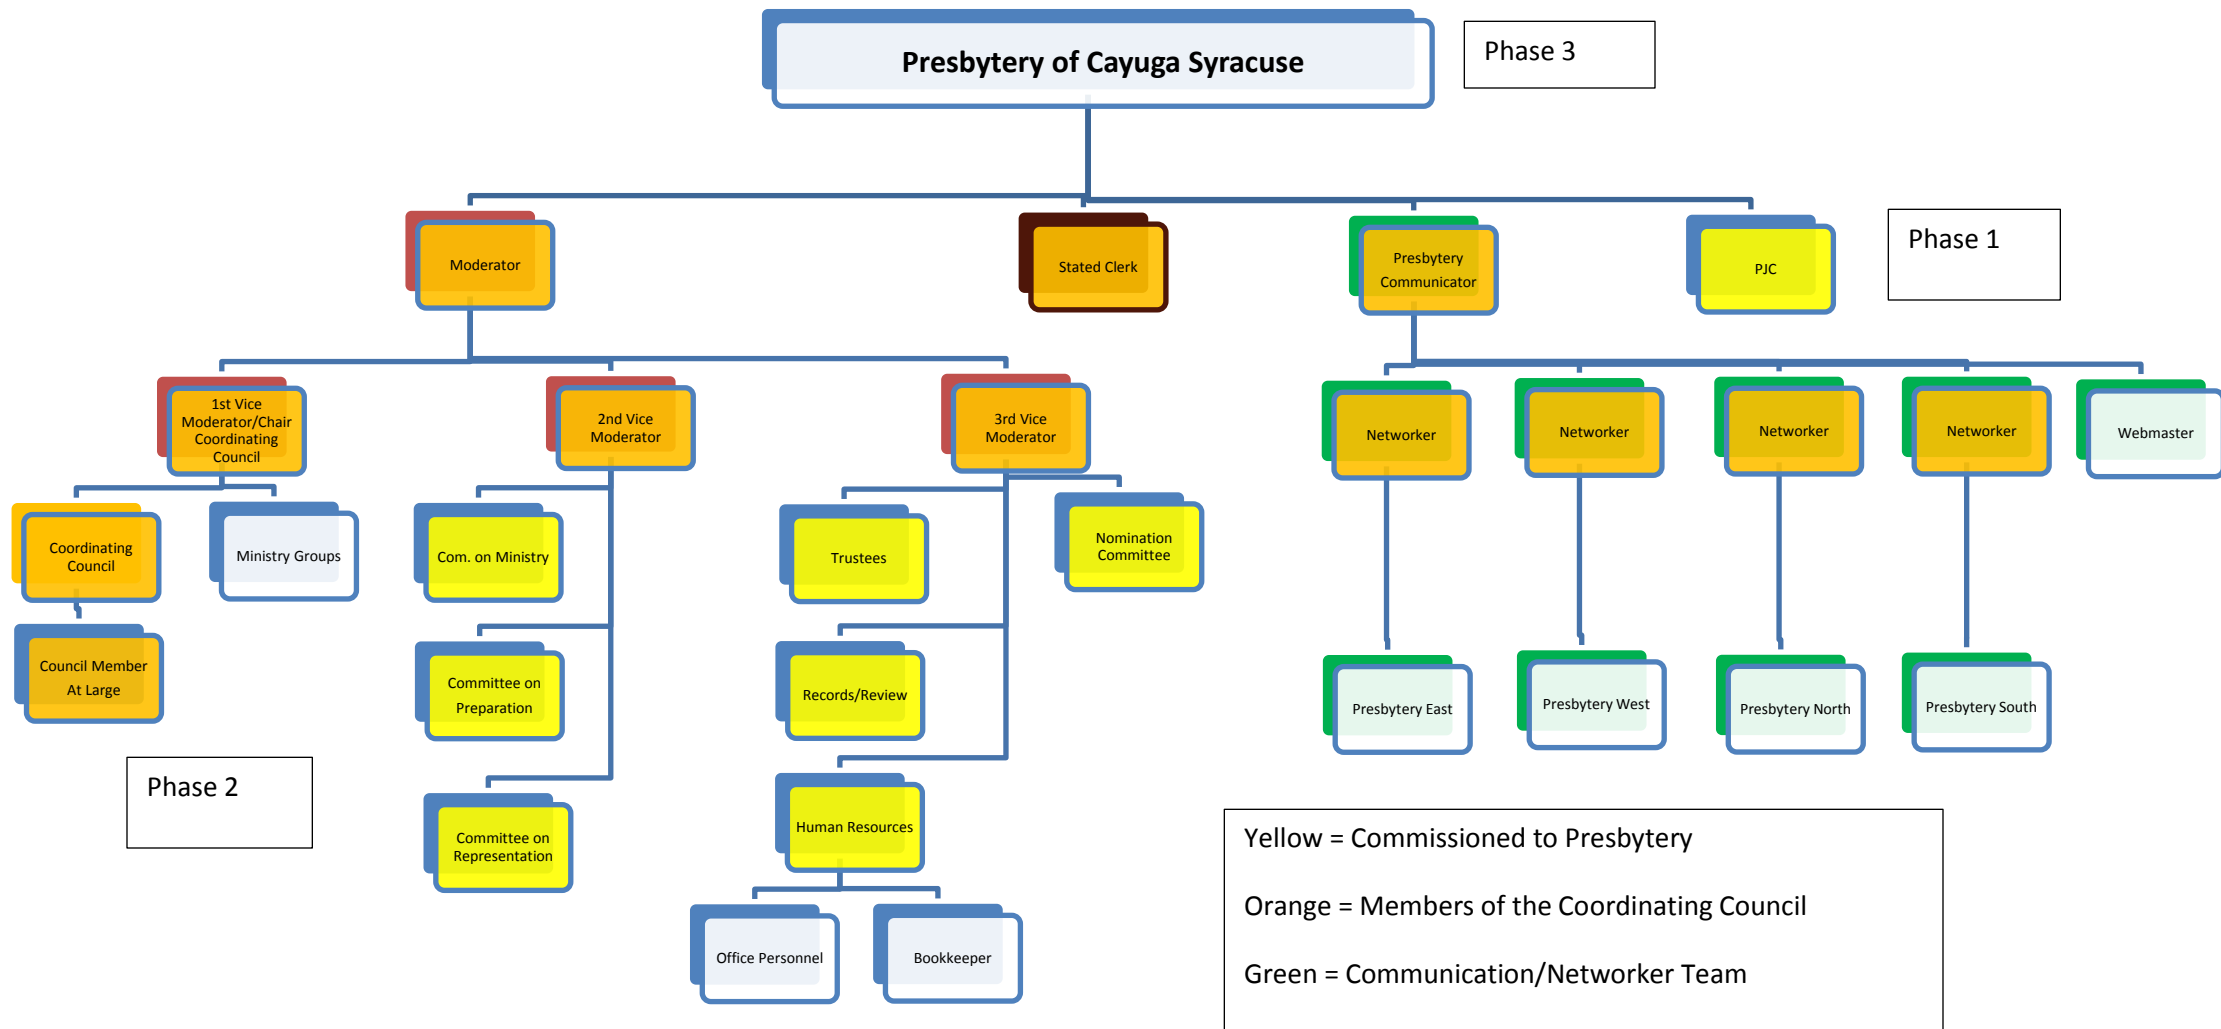 Presbytery of Cayuga Syracuse
Phase 3
Moderator
Stated Clerk
Presbytery
Communicator
PJC
Phase 1
1st Vice
Moderator/Chair
Coordinating
Council
2nd Vice
Moderator
3rd Vice
Moderator
Networker
Networker
Networker
Networker
Webmaster
Coordinating
Council
Ministry Groups
Com. on Ministry
Trustees
Nomination
Committee
Council Member
At Large
Committee on
Preparation
Records/Review
Presbytery East
Presbytery West
Presbytery North
Presbytery South
Phase 2
Committee on
Representation
Human Resources
Office Personnel
Bookkeeper
Yellow = Commissioned to Presbytery
Orange = Members of the Coordinating Council
Green = Communication/Networker Team